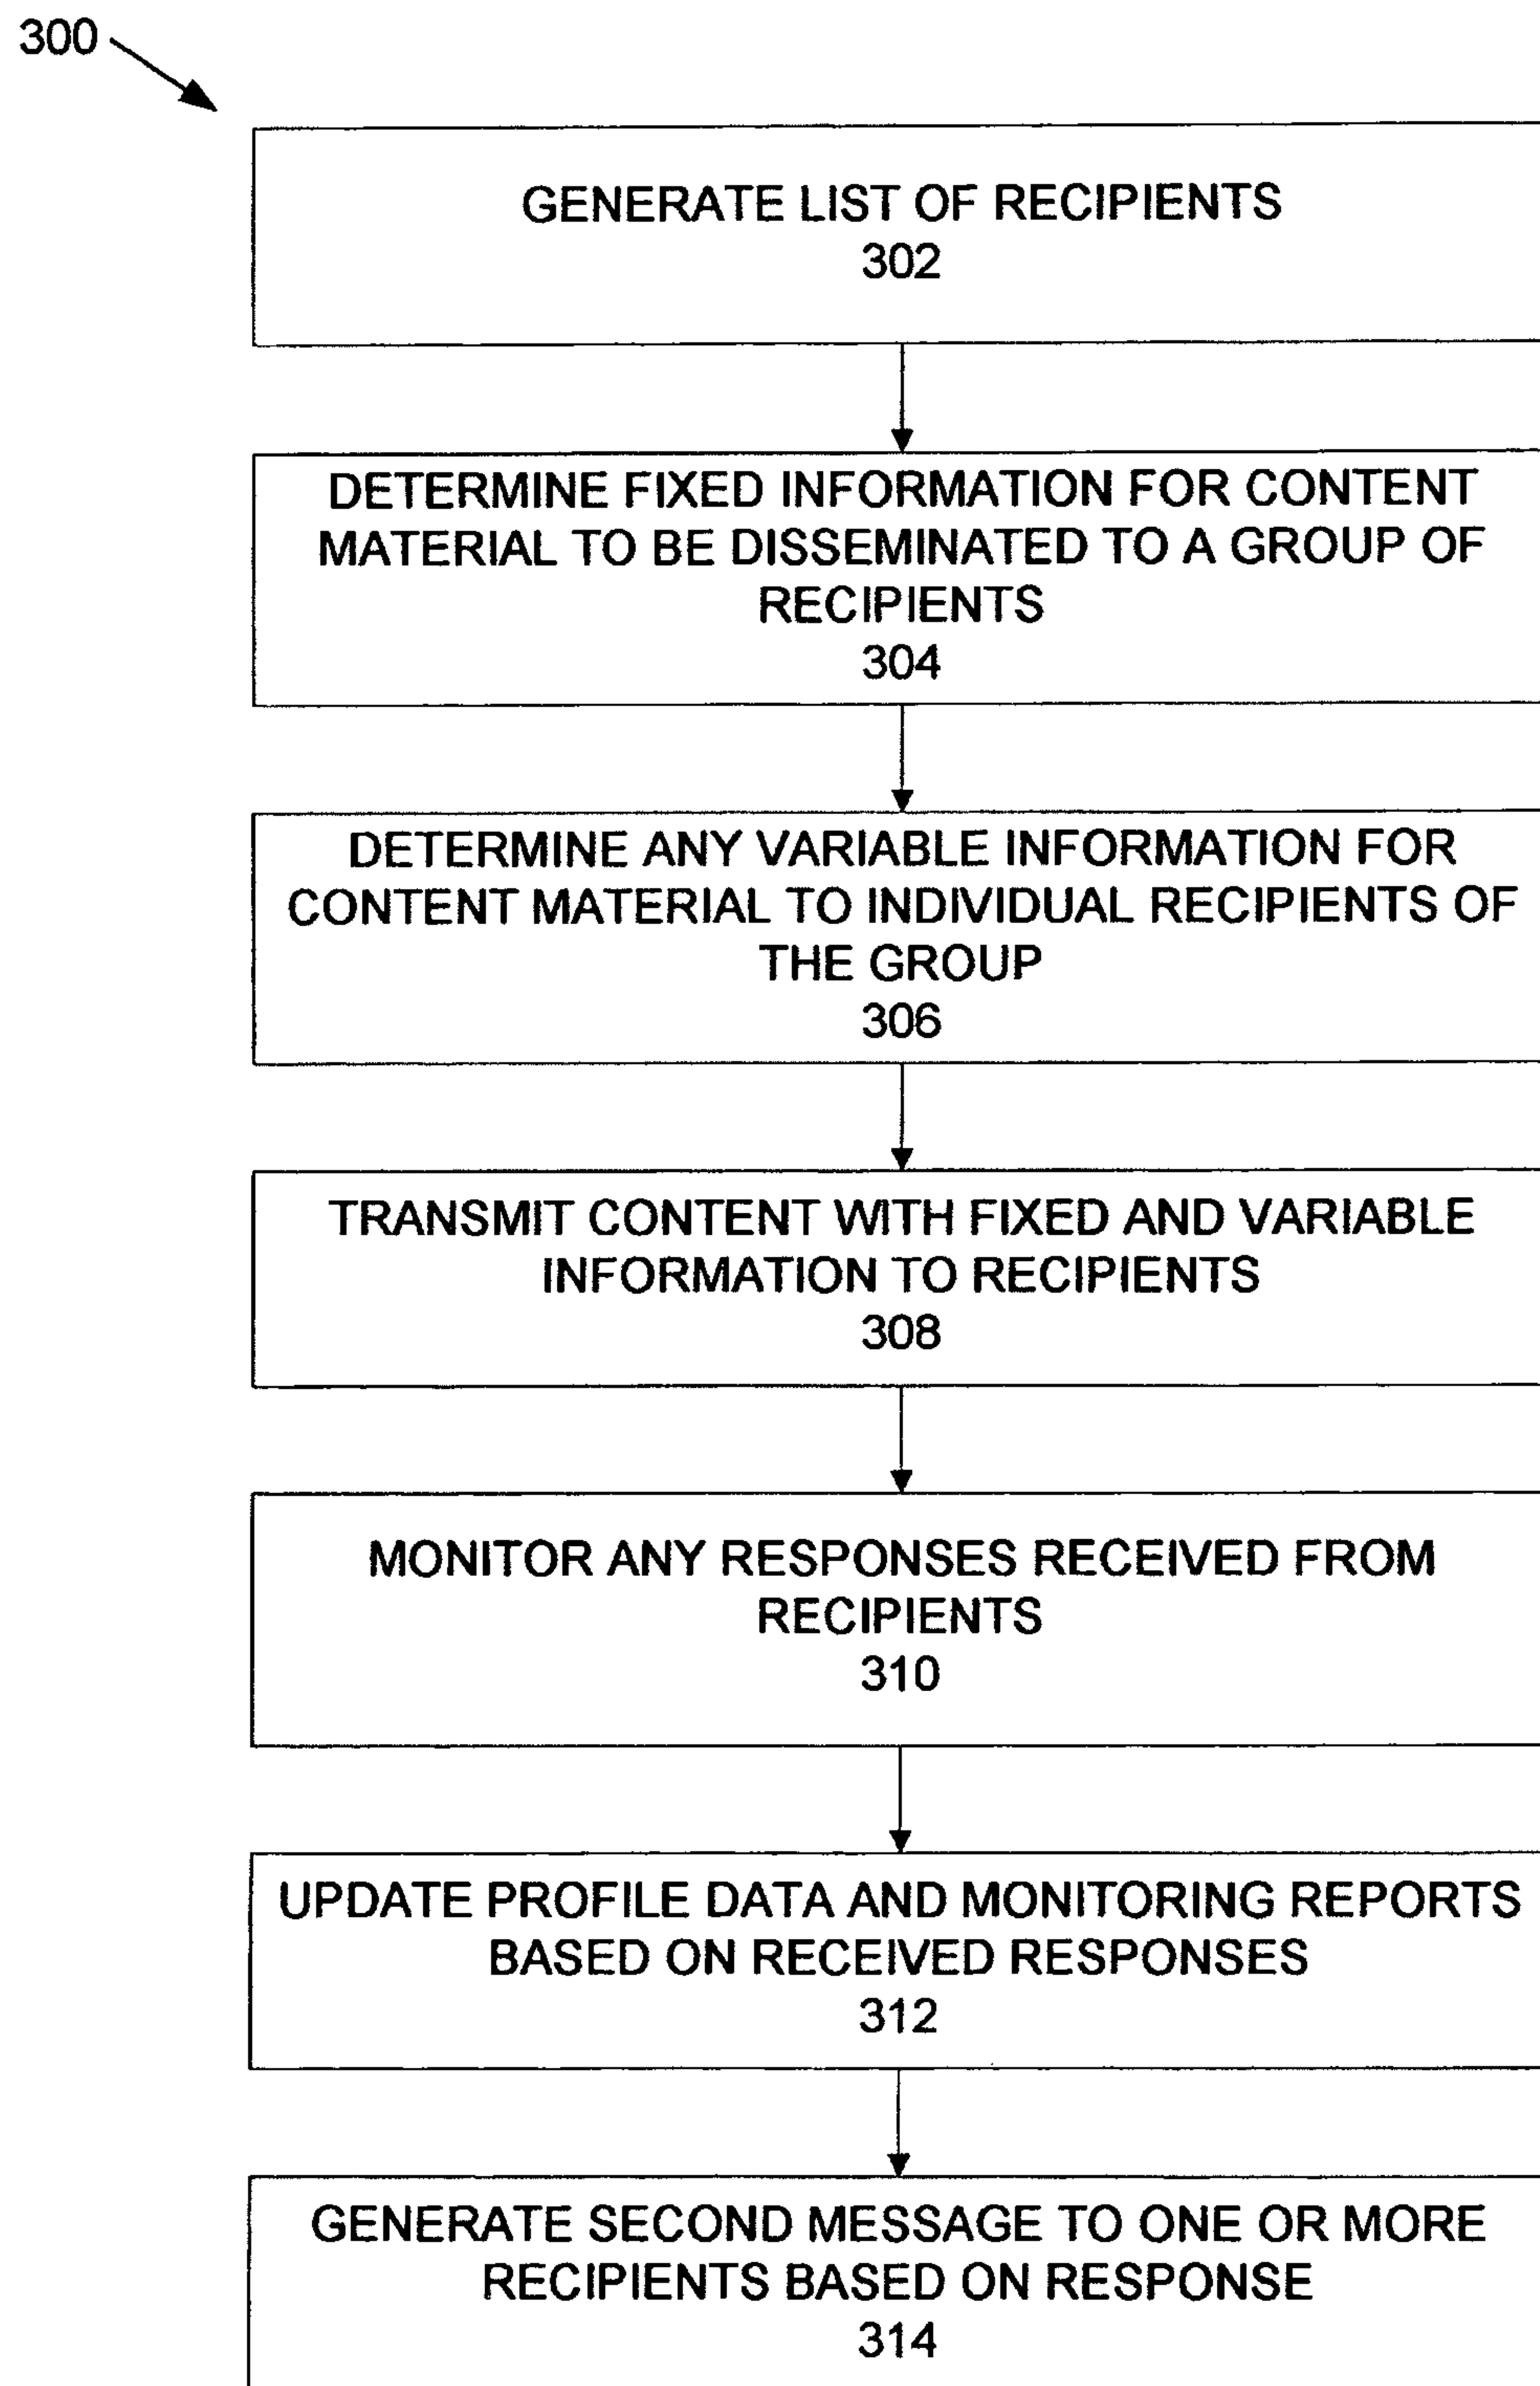 300
GENERATE LIST OF RECIPIENTS
302
DETERMINE FIXED INFORMATION FOR CONTENT
MATERIAL TO BE DISSEMINATED TO A GROUP OF
RECIPIENTS
304
DETERMINE ANY VARIABLE INFORMATION FOR
CONTENT MATERIAL TO INDIVIDUAL RECIPIENTS OF
THE GROUP
306
TRANSMIT CONTENT WITH FIXED AND VARIABLE
INFORMATION TO RECIPIENTS
308
MONITOR ANY RESPONSES RECEIVED FROM
RECIPIENTS
310
UPDATE PROFILE DATA AND MONITORING REPORTS
BASED ON RECEIVED RESPONSES
312
GENERATE SECOND MESSAGE TO ONE OR MORE
RECIPIENTS BASED ON RESPONSE
314